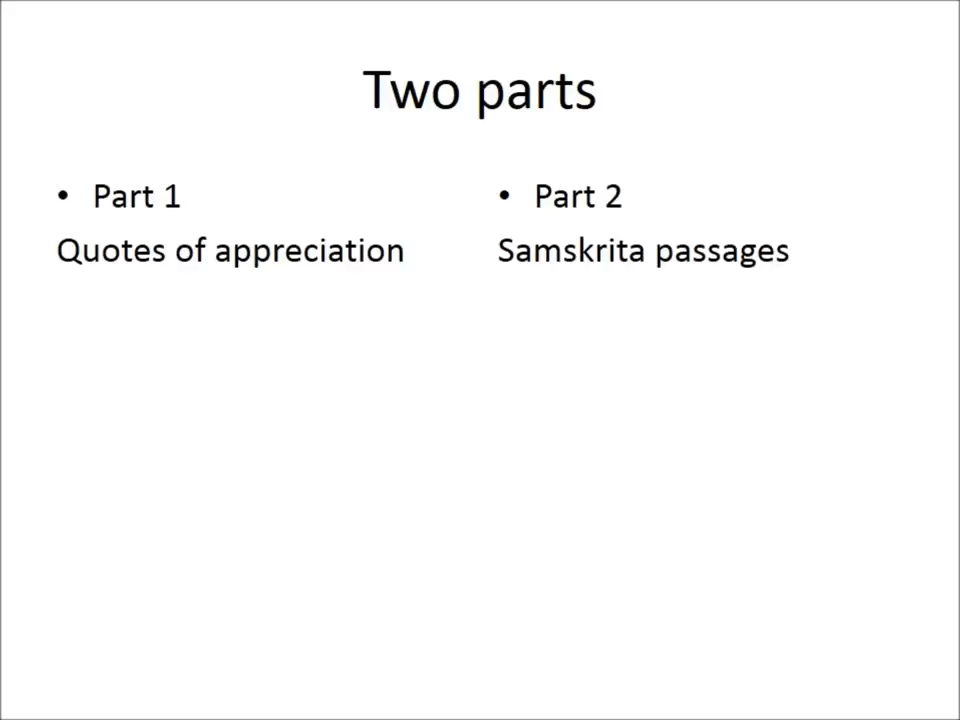 Two parts
• Part 1
Quotes of appreciation
• Part 2
Samskrita passages